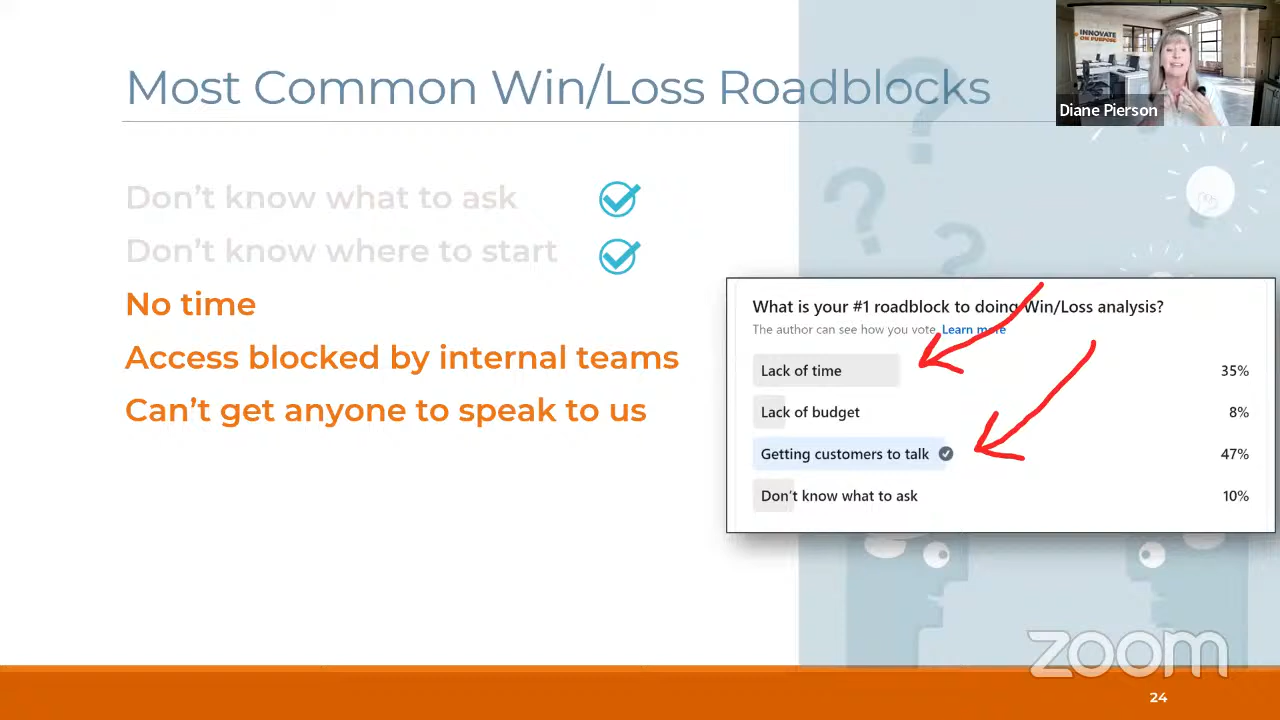 Most Common Win/Loss Roadblocks
INNOVATE
ON PURPOSE
Diane Pierson
Don’t know what to ask
Don’t know where to start
No time
Access blocked by internal teams
Can’t get anyone to speak to us
What is your #1 roadblock to doing Win/Loss analysis?
The author can see how you vote. Learn more
Lack of time 35%
Lack of budget 8%
Getting customers to talk 47%
Don't know what to ask 10%
zoom
24